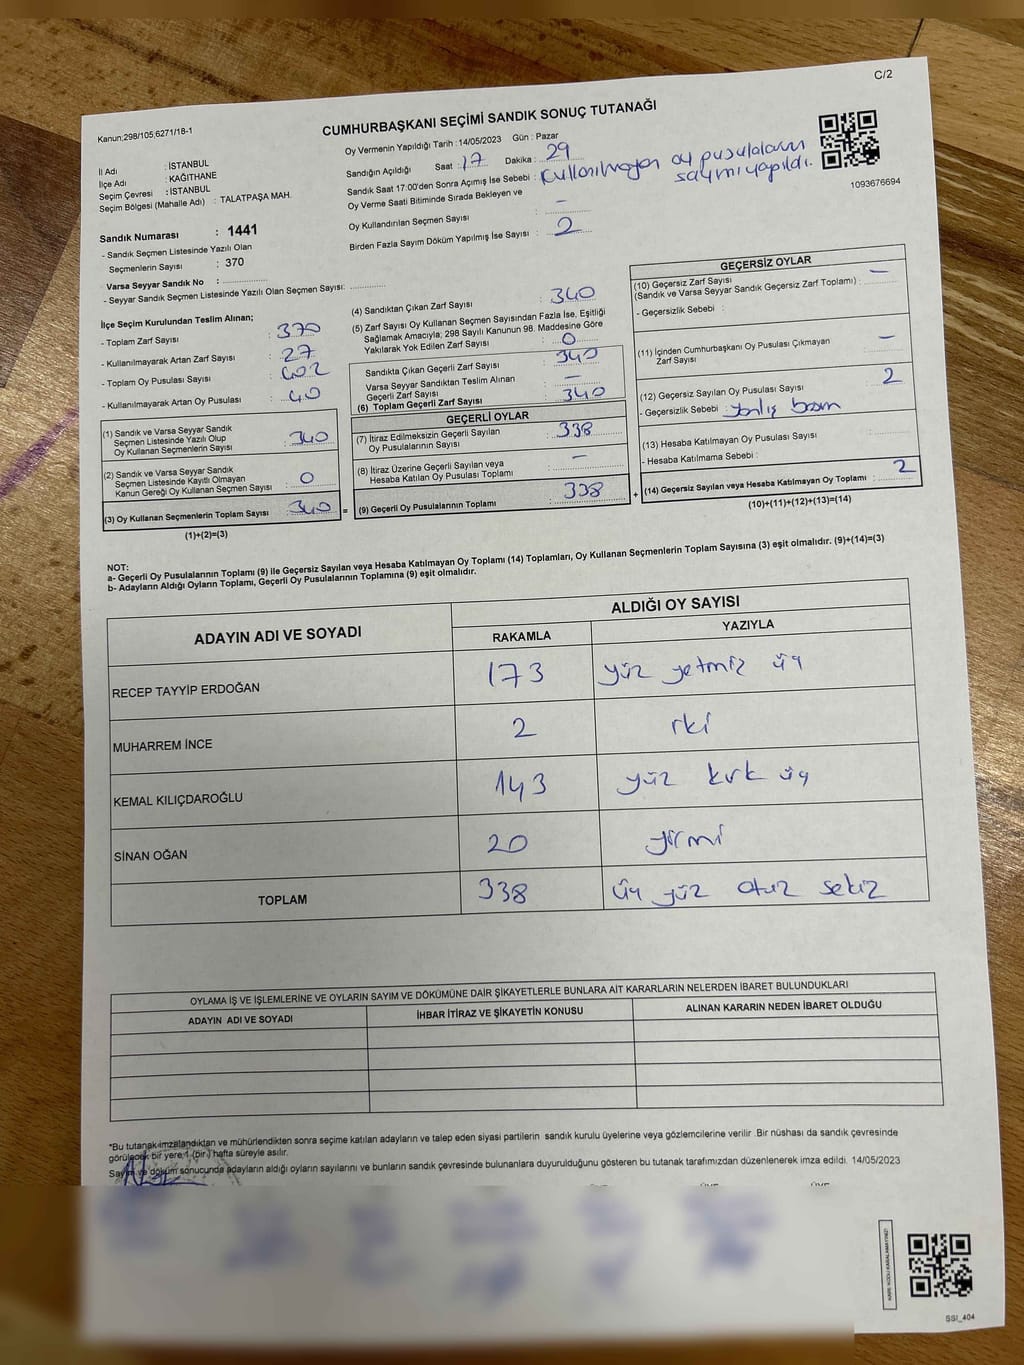 C/2
Kanun:298/105,6271/18-1
CUMHURBAŞKANI SEÇİMİ SANDIK SONUÇ TUTANAĞI
İl Adı : İSTANBUL
İlçe Adı : KAĞITHANE
Seçim Çevresi : İSTANBUL
Seçim Bölgesi (Mahalle Adı) : TALATPAŞA MAH.
Oy Vermenin Yapıldığı Tarih : 14/05/2023 Gün : Pazar
Sandığın Açıldığı Saat : 17 Dakika : 29
Sandık Saat 17:00'den Sonra Açımış İse Sebebi : Kullanılmayan oy pusulalarının
sayımı yapıldı.
Oy Verme Saati Bitiminde Sırada Bekleyen ve
Oy Kullandırılan Seçmen Sayısı : -
Birden Fazla Sayım Döküm Yapılmış İse Sayısı : 2
1093676694
Sandık Numarası : 1441
- Sandık Seçmen Listesinde Yazılı Olan
Seçmenlerin Sayısı : 370
Varsa Seyyar Sandık No :
- Seyyar Sandık Seçmen Listesinde Yazılı Olan Seçmen Sayısı:
İlçe Seçim Kurulundan Teslim Alınan;
- Toplam Zarf Sayısı : 370
- Kullanılmayarak Artan Zarf Sayısı : 27
- Toplam Oy Pusulası Sayısı : 402
- Kullanılmayarak Artan Oy Pusulası : 40
(1) Sandık ve Varsa Seyyar Sandık
Seçmen Listesinde Yazılı Olup
Oy Kullanan Seçmenlerin Sayısı : 340
(2) Sandık ve Varsa Seyyar Sandık
Seçmen Listesinde Kayıtlı Olmayan
Kanun Gereği Oy Kullanan Seçmen Sayısı : 0
(3) Oy Kullanan Seçmenlerin Toplam Sayısı : 340
(1)+(2)=(3)
(4) Sandıktan Çıkan Zarf Sayısı : 340
(5) Zarf Sayısı Oy Kullanan Seçmen Sayısından Fazla İse, Eşitliği
Sağlamak Amacıyla, 298 Sayılı Kanunun 98. Maddesine Göre
Yakılarak Yok Edilen Zarf Sayısı : 0
Sandıkta Çıkan Geçerli Zarf Sayısı : 340
Varsa Seyyar Sandıktan Teslim Alınan
Geçerli Zarf Sayısı : -
(6) Toplam Geçerli Zarf Sayısı : 340
GEÇERLİ OYLAR
(7) İtiraz Edilmeksizin Geçerli Sayılan
Oy Pusulalarının Sayısı : 338
(8) İtiraz Üzerine Geçerli Sayılan veya
Hesaba Katılan Oy Pusulası Toplamı : -
(9) Geçerli Oy Pusulalarının Toplamı : 338
GEÇERSİZ OYLAR
(10) Geçersiz Zarf Sayısı
(Sandık ve Varsa Seyyar Sandık Geçersiz Zarf Toplamı) : -
- Geçersizlik Sebebi :
(11) İçinden Cumhurbaşkanı Oy Pusulası Çıkmayan
Zarf Sayısı : -
(12) Geçersiz Sayılan Oy Pusulası Sayısı : 2
- Geçersizlik Sebebi : yanlış basım
(13) Hesaba Katılmayan Oy Pusulası Sayısı :
- Hesaba Katılmama Sebebi :
(14) Geçersiz Sayılan veya Hesaba Katılmayan Oy Toplamı : 2
(10)+(11)+(12)+(13)=(14)
NOT:
a- Geçerli Oy Pusulalarının Toplamı (9) ile Geçersiz Sayılan veya Hesaba Katılmayan Oy Toplamı (14) Toplamları, Oy Kullanan Seçmenlerin Toplam Sayısına (3) eşit olmalıdır. (9)+(14)=(3)
b- Adayların Aldığı Oyların Toplamı, Geçerli Oy Pusulalarının Toplamına (9) eşit olmalıdır.
ADAYIN ADI VE SOYADI ALDIĞI OY SAYISI
RAKAMLA YAZIYLA
RECEP TAYYİP ERDOĞAN 173 yüz yetmiz üç
MUHARREM İNCE 2 iki
KEMAL KILIÇDAROĞLU 143 yüz kırk üç
SİNAN OĞAN 20 yirmi
TOPLAM 338 üç yüz otuz sekiz
OYLAMA İŞ VE İŞLEMLERİNE VE OYLARIN SAYIM VE DÖKÜMÜNE DAİR ŞİKAYETLERLE BUNLARA AİT KARARLARIN NELERDEN İBARET BULUNDUKLARI
ADAYIN ADI VE SOYADI İHBAR İTİRAZ VE ŞİKAYETİN KONUSU ALINAN KARARIN NEDEN İBARET OLDUĞU
*Bu tutanak imzalandıktan ve mühürlendikten sonra seçime katılan adayların ve talep eden siyasi partilerin sandık kurulu üyelerine veya gözlemcilerine verilir. Bir nüshası da sandık çevresinde
görülecek bir yere 1 (bir) hafta süreyle asılır.
Sayım ve döküm sonucunda adayların aldığı oyların sayılarını ve bunların sandık çevresinde bulunanlara duyurulduğunu gösteren bu tutanak tarafımızdan düzenlenerek imza edildi. 14/05/2023
KARE KODU KARALAMAYINIZ!
SSI_404